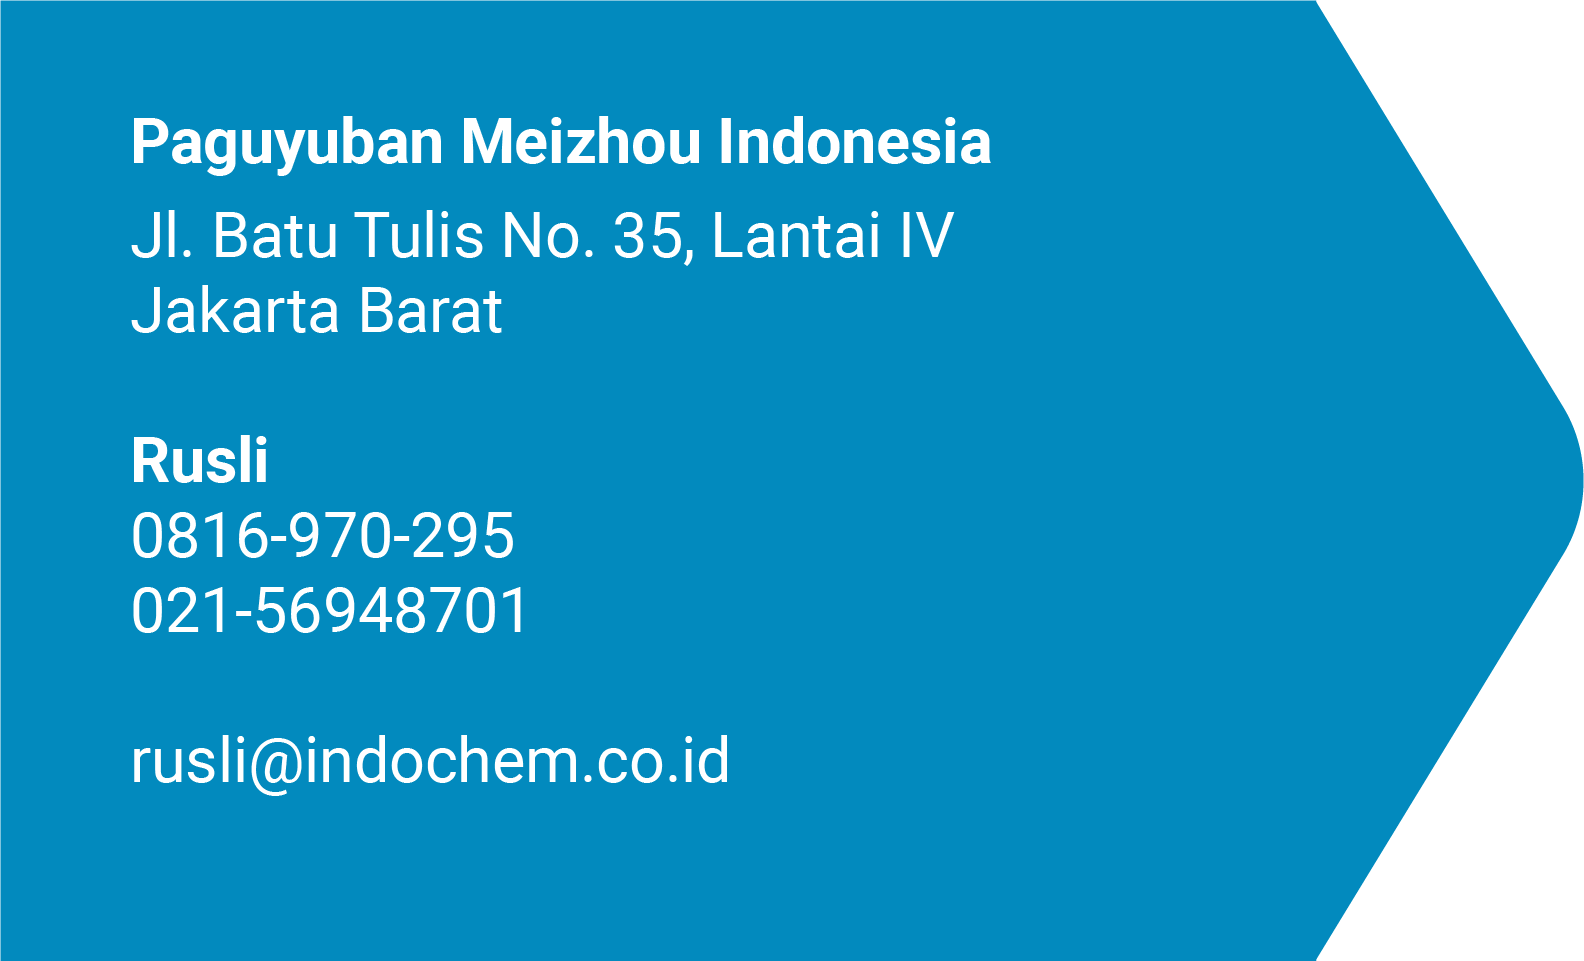 Paguyuban Meizhou Indonesia
Jl. Batu Tulis No. 35, Lantai IV
Jakarta Barat
Rusli
0816-970-295
021-56948701
rusli@indochem.co.id